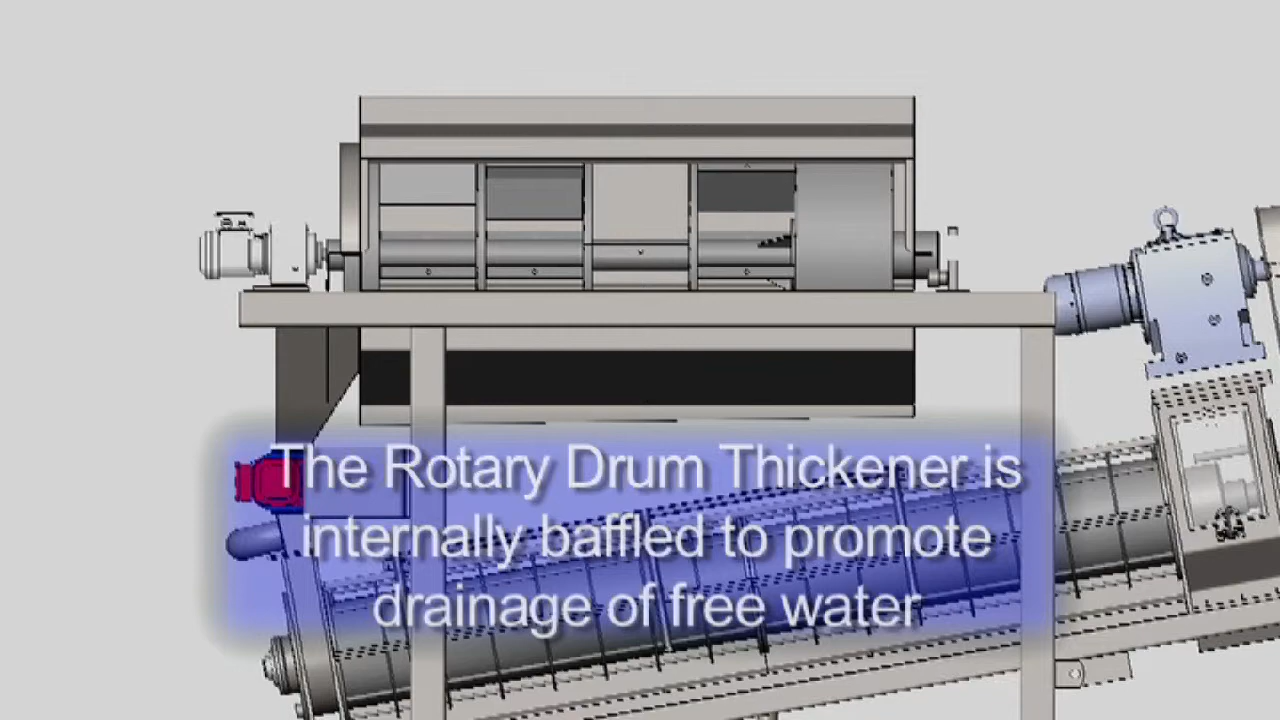 The Rotary Drum Thickener is
internally baffled to promote
drainage of free water